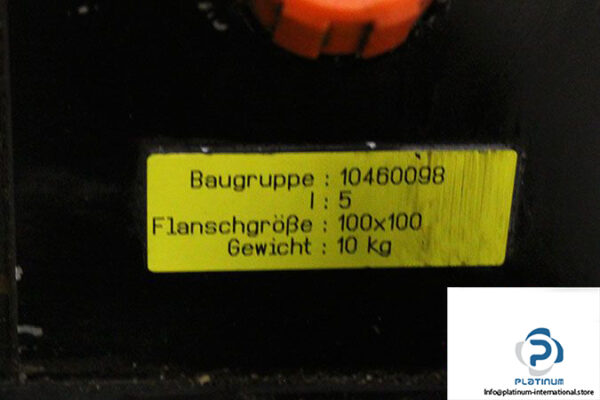 Baugruppe : 10460098
I : 5
Flanschgröße : 100x100
Gewicht : 10 kg
PLATINUM
Info@platinum-international.store